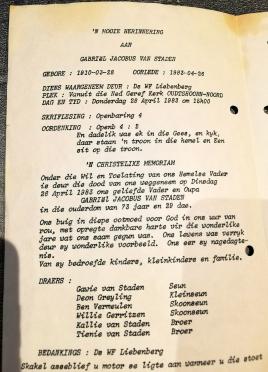 'N MOOIE HERINNERING
AAN
GABRIËL JACOBUS VAN STADEN
GEBORE : 1910-03-28 OORLEDE : 1983-04-26
DIENS WAARGENEEM DEUR : Ds WF Liebenberg
PLEK : Vanuit die Ned Geref Kerk OUDTSHOORN-NOORD
DAG EN TYD : Donderdag 28 April 1983 om 15h00
SKRIFLESING : Openbaring 4
OORDENKING : Openb 4 : 2
En dadelik was ek in die Gees, en kyk,
daar staan 'n troon in die hemel en Een
sit op die troon.
'N CHRISTELIKE MEMORIAM
Onder die Wil en Toelating van ons Hemelse Vader
is deur die dood van ons weggeneem op Dinsdag
26 April 1983 ons geliefde Vader en Oupa
GABRIËL JACOBUS VAN STADEN
in die ouderdom van 73 jaar en 29 dae.
Ons buig in diepe ootmoed voor God in ons uur van
rou, met opregte dankbare harte vir die wonderlike
jare wat ons saam gegun was. Ons lewens was verryk
deur sy wonderlike voorbeeld. Ons eer sy nagedagte-
nis.
Van sy bedroefde kinders, kleinkinders en familie.
DRAERS :
Gawie van Staden Seun
Deon Greyling Kleinseun
Ben Vermeulen Skoonseun
Willie Gerritzen Skoonseun
Kallie van Staden Broer
Tienie van Staden Broer
BEDANKINGS : Ds WF Liebenberg
Skakel asseblief u motor se ligte aan wanneer u die stoet